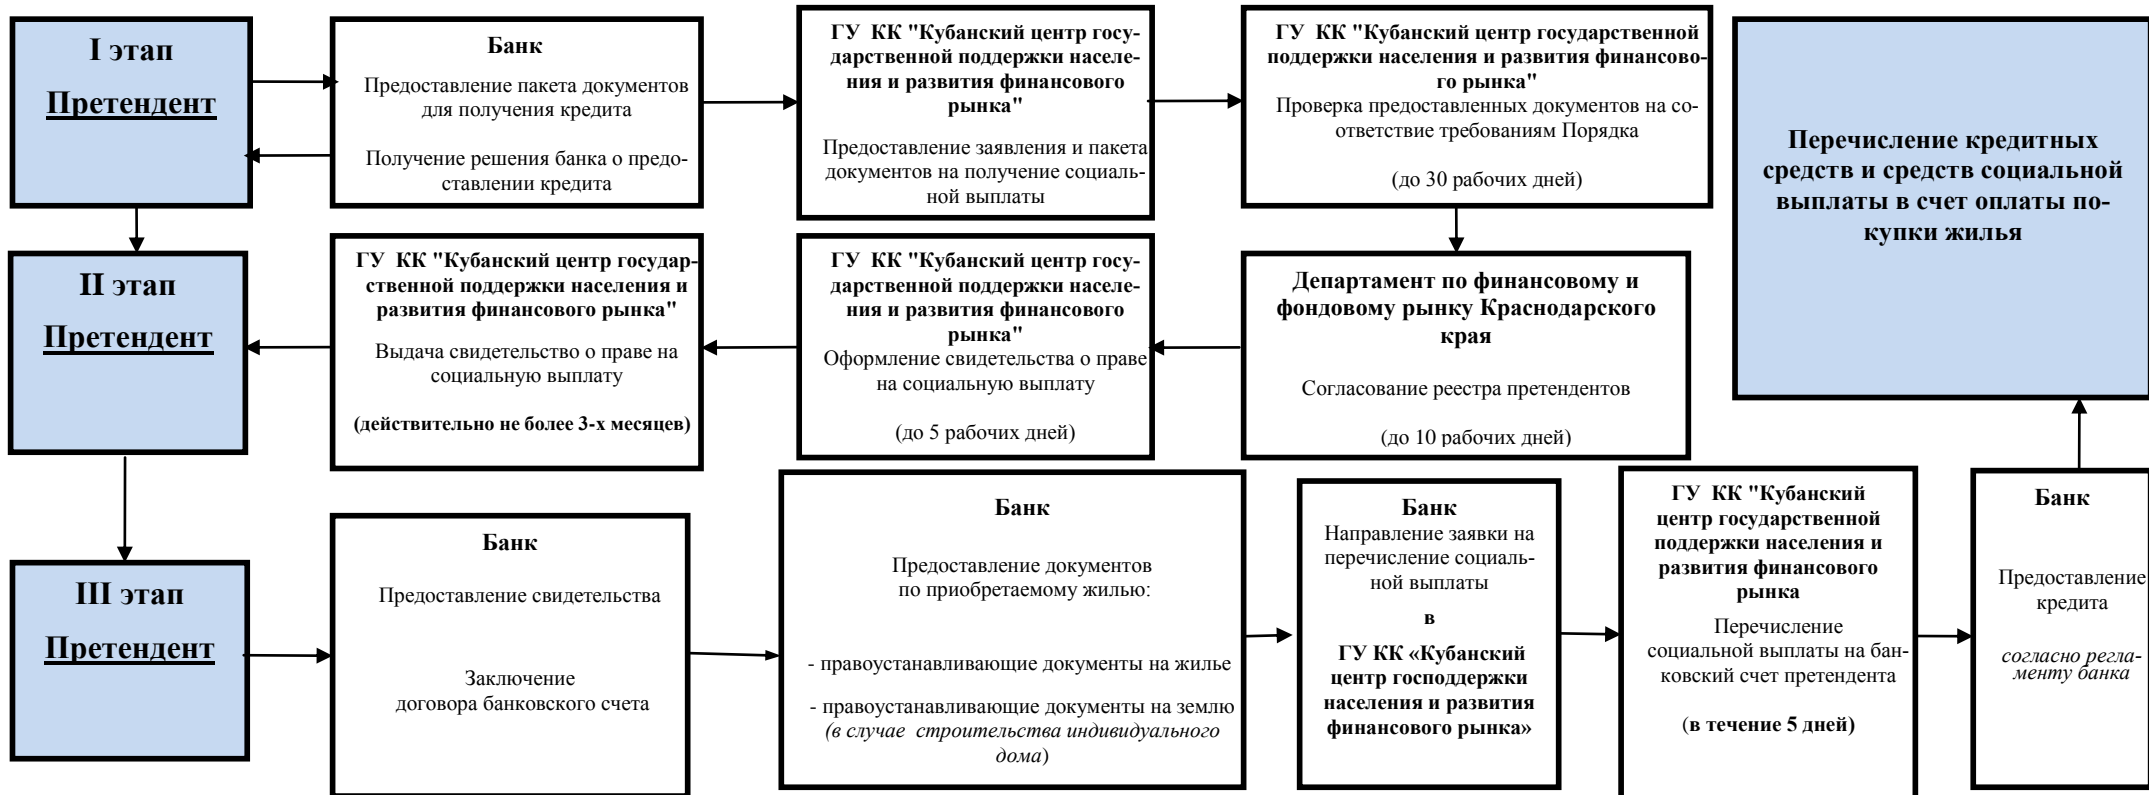 I этап
Претендент
Банк
Предоставление пакета документов
для получения кредита
Получение решения банка о предо-
ставлении кредита
ГУ  КК "Кубанский центр госу-
дарственной поддержки населе-
ния и развития финансового
рынка"
Предоставление заявления и пакета
документов на получение социаль-
ной выплаты
ГУ  КК "Кубанский центр государственной
поддержки населения и развития финансово-
го рынка"
Проверка предоставленных документов на со-
ответствие требованиям Порядка
(до 30 рабочих дней)
Перечисление кредитных
средств и средств социальной
выплаты в счет оплаты по-
купки жилья
II этап
Претендент
ГУ  КК "Кубанский центр государ-
ственной поддержки населения и
развития финансового рынка"
Выдача свидетельство о праве на
социальную выплату
(действительно не более 3-х месяцев)
ГУ  КК "Кубанский центр госу-
дарственной поддержки населе-
ния и развития финансового
рынка"
Оформление свидетельства о праве
на социальную выплату
(до 5 рабочих дней)
Департамент по финансовому и
фондовому рынку Краснодарского
края
Согласование реестра претендентов
(до 10 рабочих дней)
III этап
Претендент
Банк
Предоставление свидетельства
Заключение
договора банковского счета
Банк
Предоставление документов
по приобретаемому жилью:
- правоустанавливающие документы на жилье
- правоустанавливающие документы на землю
(в случае  строительства индивидуального
дома)
Банк
Направление заявки на
перечисление социаль-
ной выплаты
в
ГУ КК «Кубанский
центр господдержки
населения и развития
финансового рынка»
ГУ  КК "Кубанский
центр государственной
поддержки населения и
развития финансового
рынка
Перечисление
социальной выплаты на бан-
ковский счет претендента
(в течение 5 дней)
Банк
Предоставление
кредита
согласно регла-
менту банка